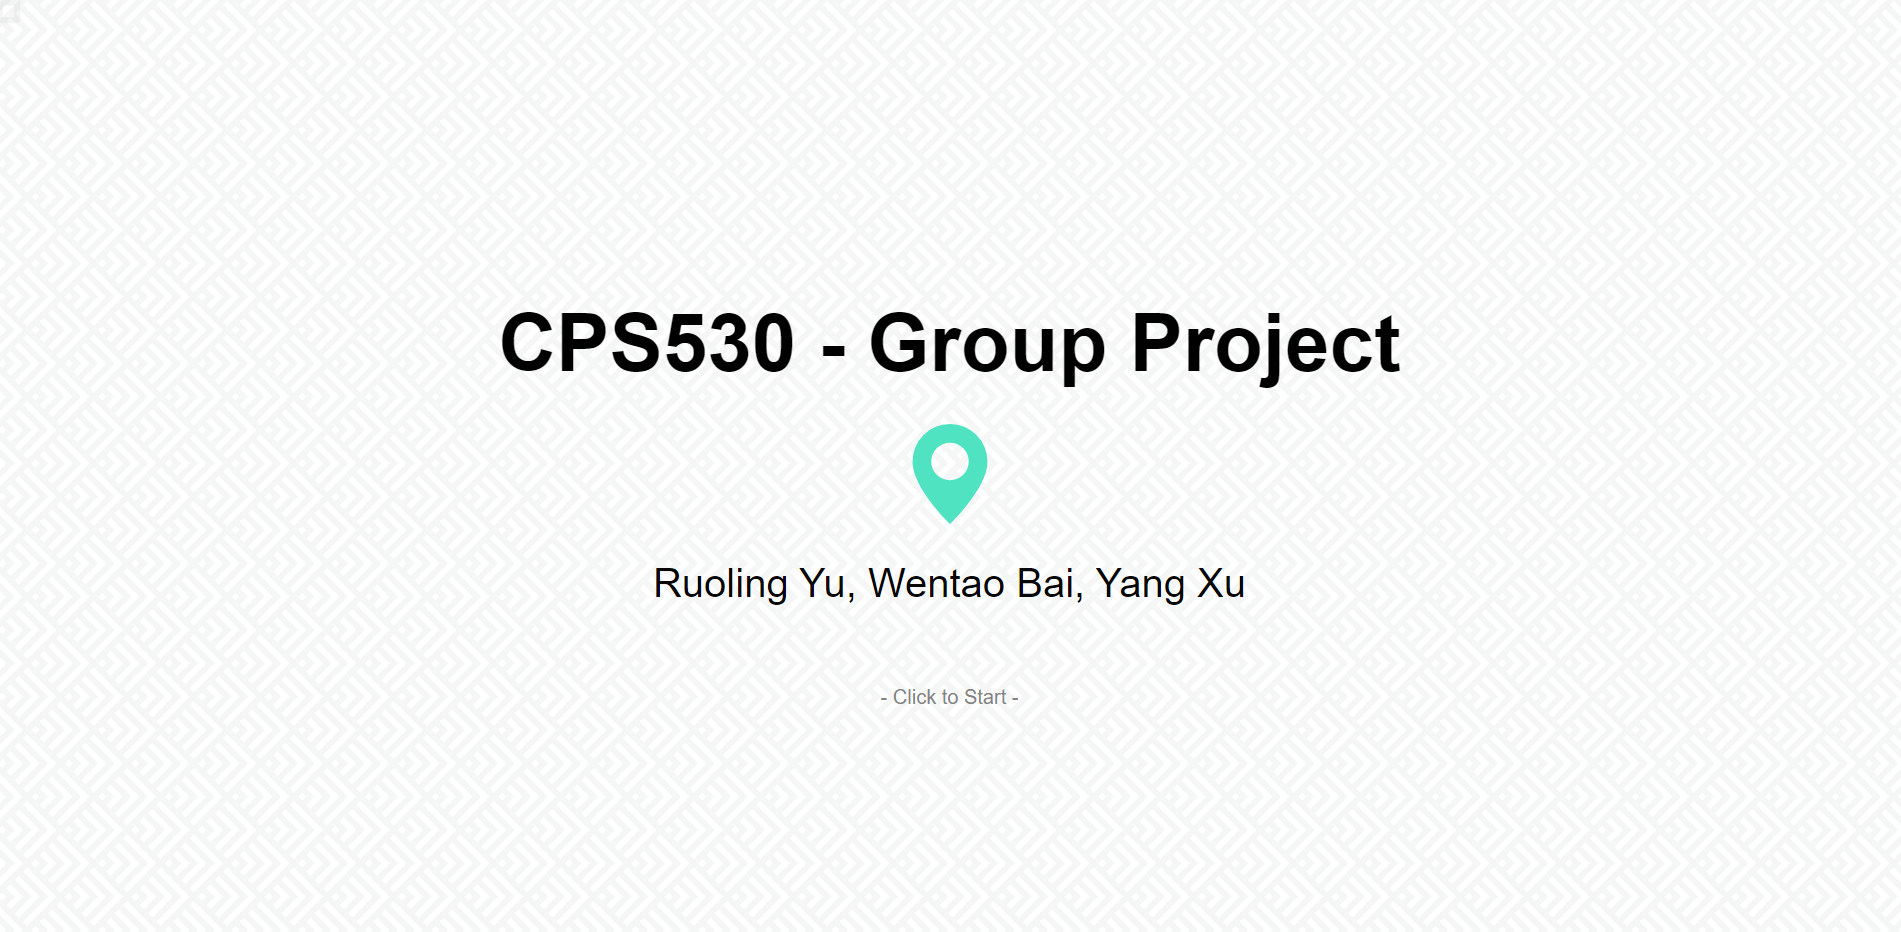 CPS530 - Group Project
Ruoling Yu, Wentao Bai, Yang Xu
- Click to Start -